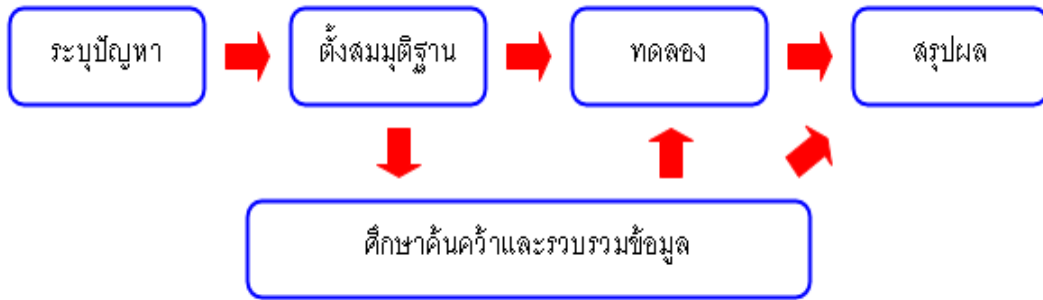 ระบุปัญหา
ตั้งสมมุติฐาน
ทดลอง
สรุปผล
ศึกษาค้นคว้าและรวบรวมข้อมูล